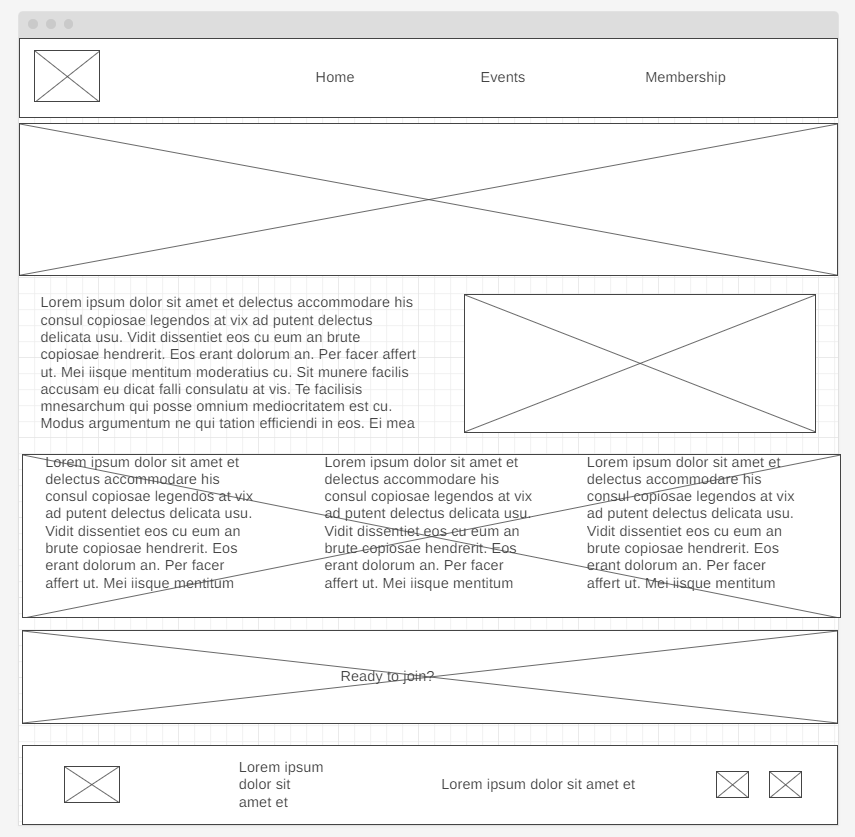 Home
Events
Membership
Lorem ipsum dolor sit amet et delectus accommodare his
consul copiosae legendos at vix ad putent delectus
delicata usu. Vidit dissentiet eos cu eum an brute
copiosae hendrerit. Eos erant dolorum an. Per facer affert
ut. Mei iisque mentitum moderatius cu. Sit munere facilis
accusam eu dicat falli consulatu at vis. Te facilisis
mnesarchum qui posse omnium mediocritatem est cu.
Modus argumentum ne qui tation efficiendi in eos. Ei mea
Lorem ipsum dolor sit amet et
delectus accommodare his
consul copiosae legendos at vix
ad putent delectus delicata usu.
Vidit dissentiet eos cu eum an
brute copiosae hendrerit. Eos
erant dolorum an. Per facer
affert ut. Mei iisque mentitum
Lorem ipsum dolor sit amet et
delectus accommodare his
consul copiosae legendos at vix
ad putent delectus delicata usu.
Vidit dissentiet eos cu eum an
brute copiosae hendrerit. Eos
erant dolorum an. Per facer
affert ut. Mei iisque mentitum
Lorem ipsum dolor sit amet et
delectus accommodare his
consul copiosae legendos at vix
ad putent delectus delicata usu.
Vidit dissentiet eos cu eum an
brute copiosae hendrerit. Eos
erant dolorum an. Per facer
affert ut. Mei iisque mentitum
Ready to join?
Lorem ipsum
dolor sit
amet et
Lorem ipsum dolor sit amet et